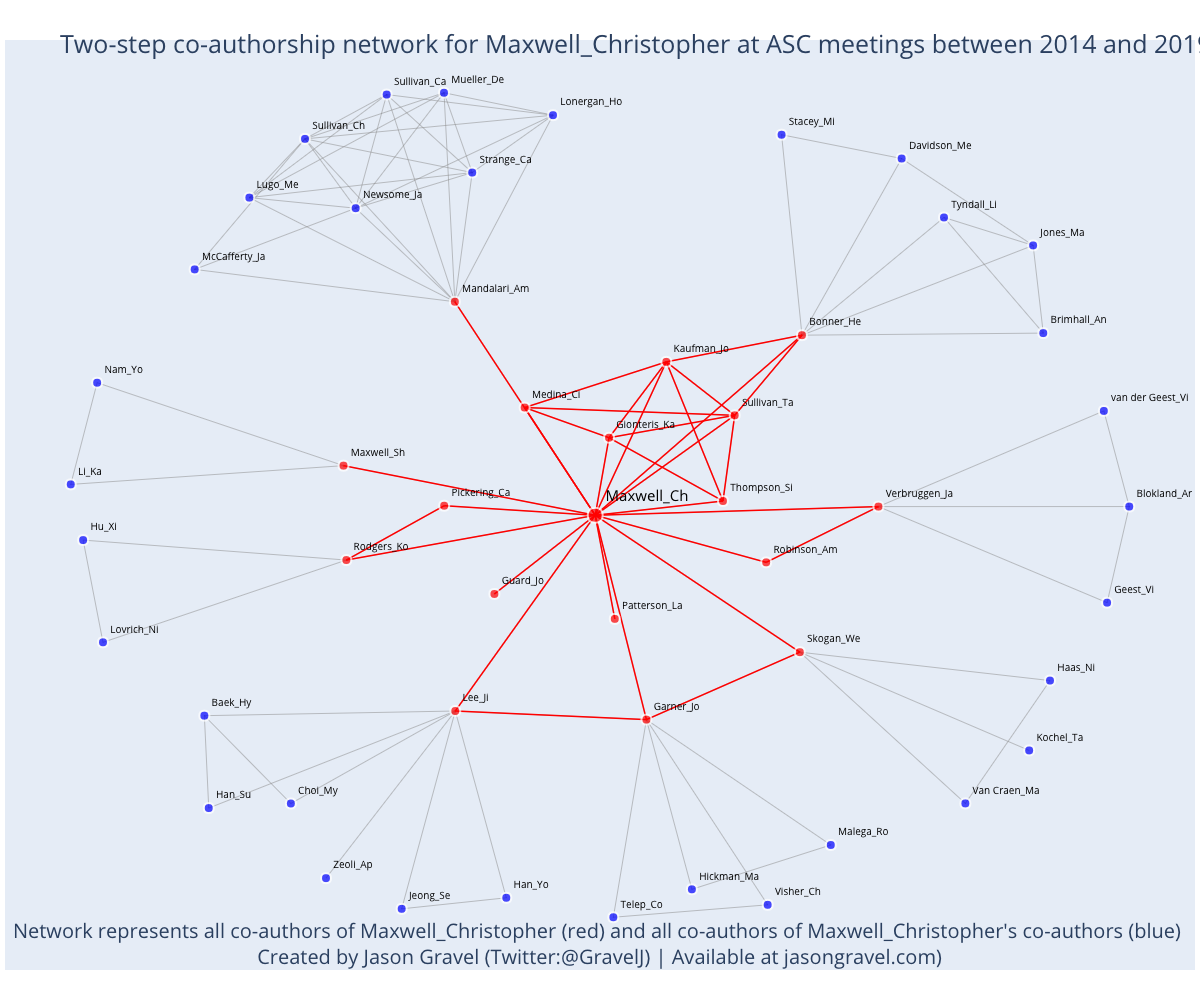 Two-step co-authorship network for Maxwell_Christopher at ASC meetings between 2014 and 2019
Sullivan_Ca
Mueller_De
Lonergan_Ho
Sullivan_Ch
Stacey_Mi
Davidson_Me
Strange_Ca
Lugo_Me
Newsome_Ja
Tyndall_Li
Jones_Ma
McCafferty_Ja
Mandalari_Am
Bonner_He
Brimhall_An
Kaufman_Jo
Nam_Yo
Medina_Ci
Sullivan_Ta
van der Geest_Vi
Gionteris_Ka
Maxwell_Sh
Li_Ka
Pickering_Ca
Maxwell_Ch
Thompson_Si
Verbruggen_Ja
Blokland_Ar
Hu_Xi
Rodgers_Ko
Robinson_Am
Guard_Jo
Geest_Vi
Patterson_La
Lovrich_Ni
Skogan_We
Haas_Ni
Baek_Hy
Lee_Ji
Garner_Jo
Kochel_Ta
Han_Su
Choi_My
Van Craen_Ma
Malega_Ro
Zeoli_Ap
Hickman_Ma
Jeong_Se
Han_Yo
Visher_Ch
Telep_Co
Network represents all co-authors of Maxwell_Christopher (red) and all co-authors of Maxwell_Christopher's co-authors (blue)
Created by Jason Gravel (Twitter:@GravelJ) | Available at jasongravel.com)